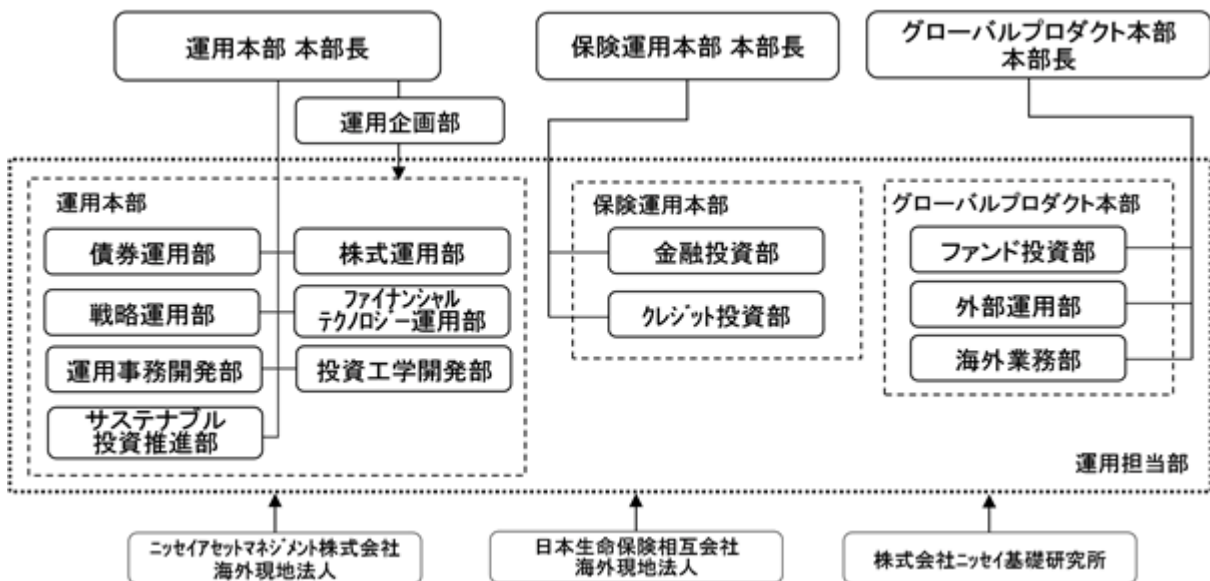 運用本部 本部長
保険運用本部 本部長
グローバルプロダクト本部
本部長
運用企画部
運用本部
債券運用部
株式運用部
戦略運用部
ファイナンシャル
テクノロジー運用部
運用事務開発部
投資工学開発部
サステナブル
投資推進部
保険運用本部
金融投資部
クレジット投資部
グローバルプロダクト本部
ファンド投資部
外部運用部
海外業務部
運用担当部
ニッセイアセットマネジメント株式会社
海外現地法人
日本生命保険相互会社
海外現地法人
株式会社ニッセイ基礎研究所